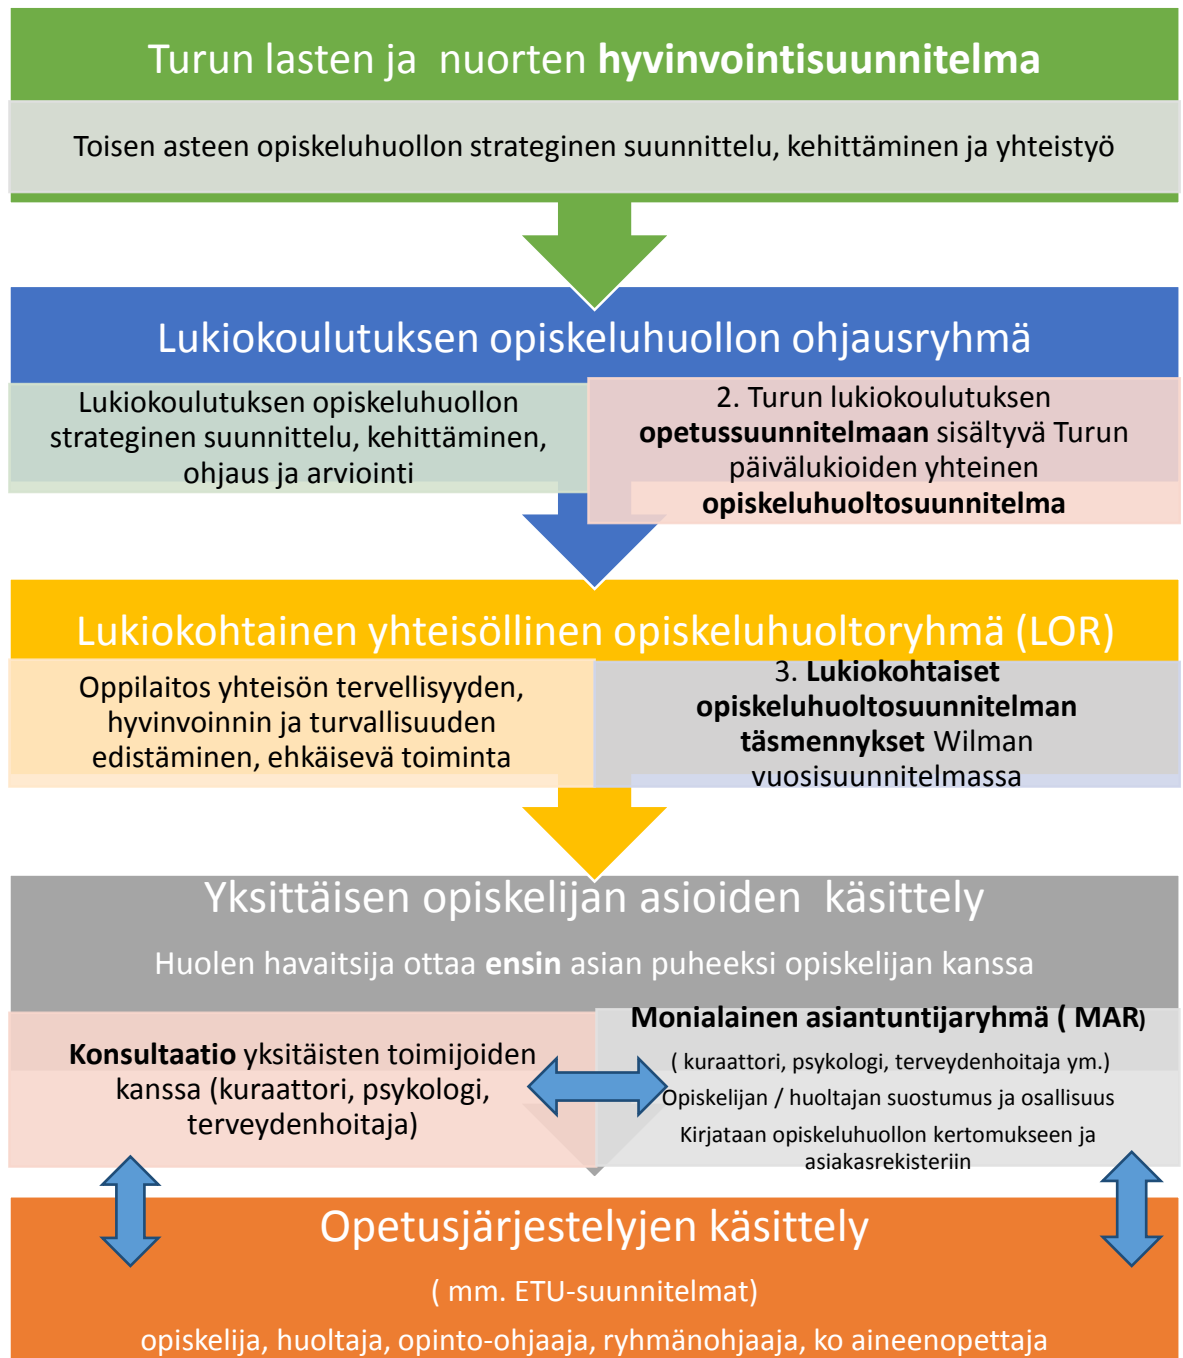 Turun lasten ja nuorten hyvinvointisuunnitelma
Toisen asteen opiskeluhuollon strateginen suunnittelu, kehittäminen ja yhteistyö
Lukiokoulutuksen opiskeluhuollon ohjausryhmä
Lukiokoulutuksen opiskeluhuollon
strateginen suunnittelu, kehittäminen,
ohjaus ja arviointi
2. Turun lukiokoulutuksen
opetussuunnitelmaan sisältyvä Turun
päivälukioiden yhteinen
opiskeluhuoltosuunnitelma
Lukiokohtainen yhteisöllinen opiskeluhuoltoryhmä (LOR)
Oppilaitos yhteisön tervellisyyden,
hyvinvoinnin ja turvallisuuden
edistäminen, ehkäisevä toiminta
3. Lukiokohtaiset
opiskeluhuoltosuunnitelman
täsmennykset Wilman
vuosisuunnitelmassa
Yksittäisen opiskelijan asioiden käsittely
Huolen havaitsija ottaa ensin asian puheeksi opiskelijan kanssa
Konsultaatio yksitäisten toimijoiden
kanssa (kuraattori, psykologi,
terveydenhoitaja)
Monialainen asiantuntijaryhmä ( MAR)
( kuraattori, psykologi, terveydenhoitaja ym.)
Opiskelijan / huoltajan suostumus ja osallisuus
Kirjataan opiskeluhuollon kertomukseen ja
asiakasrekisteriin
Opetusjärjestelyjen käsittely
( mm. ETU-suunnitelmat)
opiskelija, huoltaja, opinto-ohjaaja, ryhmänohjaaja, ko aineenopettaja